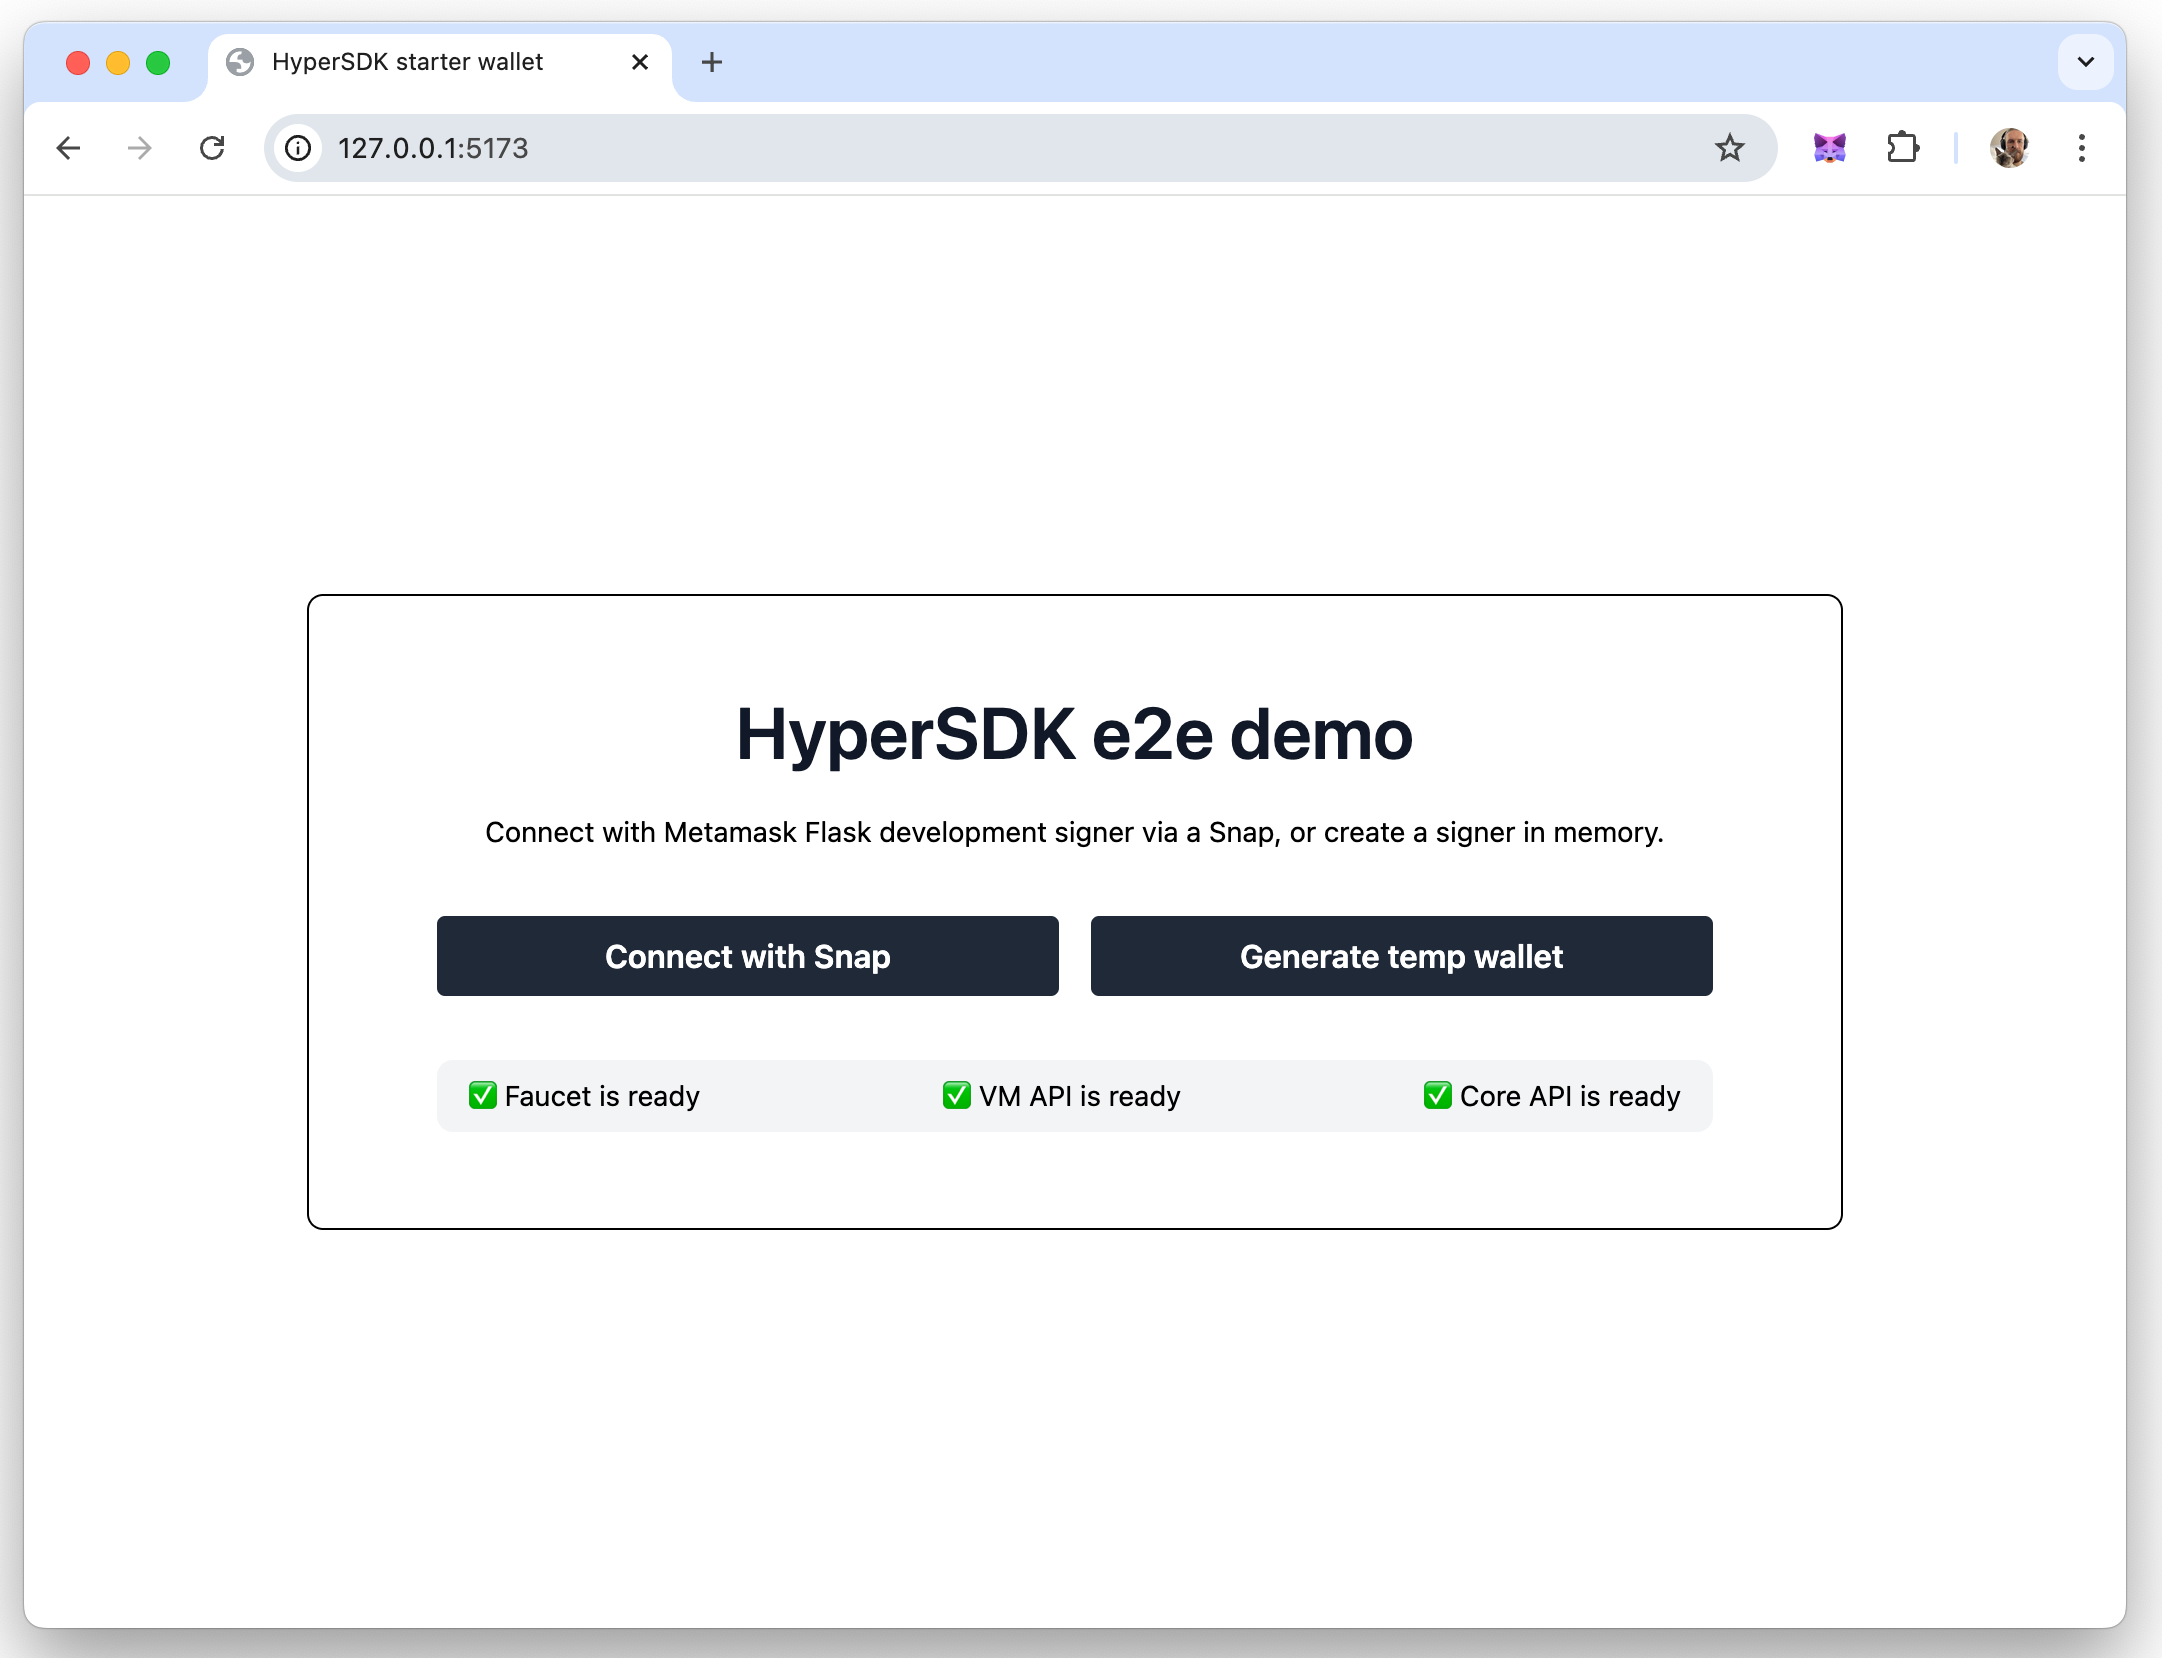 HyperSDK starter wallet
127.0.0.1:5173
HyperSDK e2e demo
Connect with Metamask Flask development signer via a Snap, or create a signer in memory.
Connect with Snap
Generate temp wallet
✅ Faucet is ready
✅ VM API is ready
✅ Core API is ready